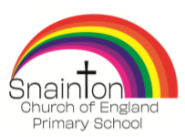 Snainton
Church of England
Primary School